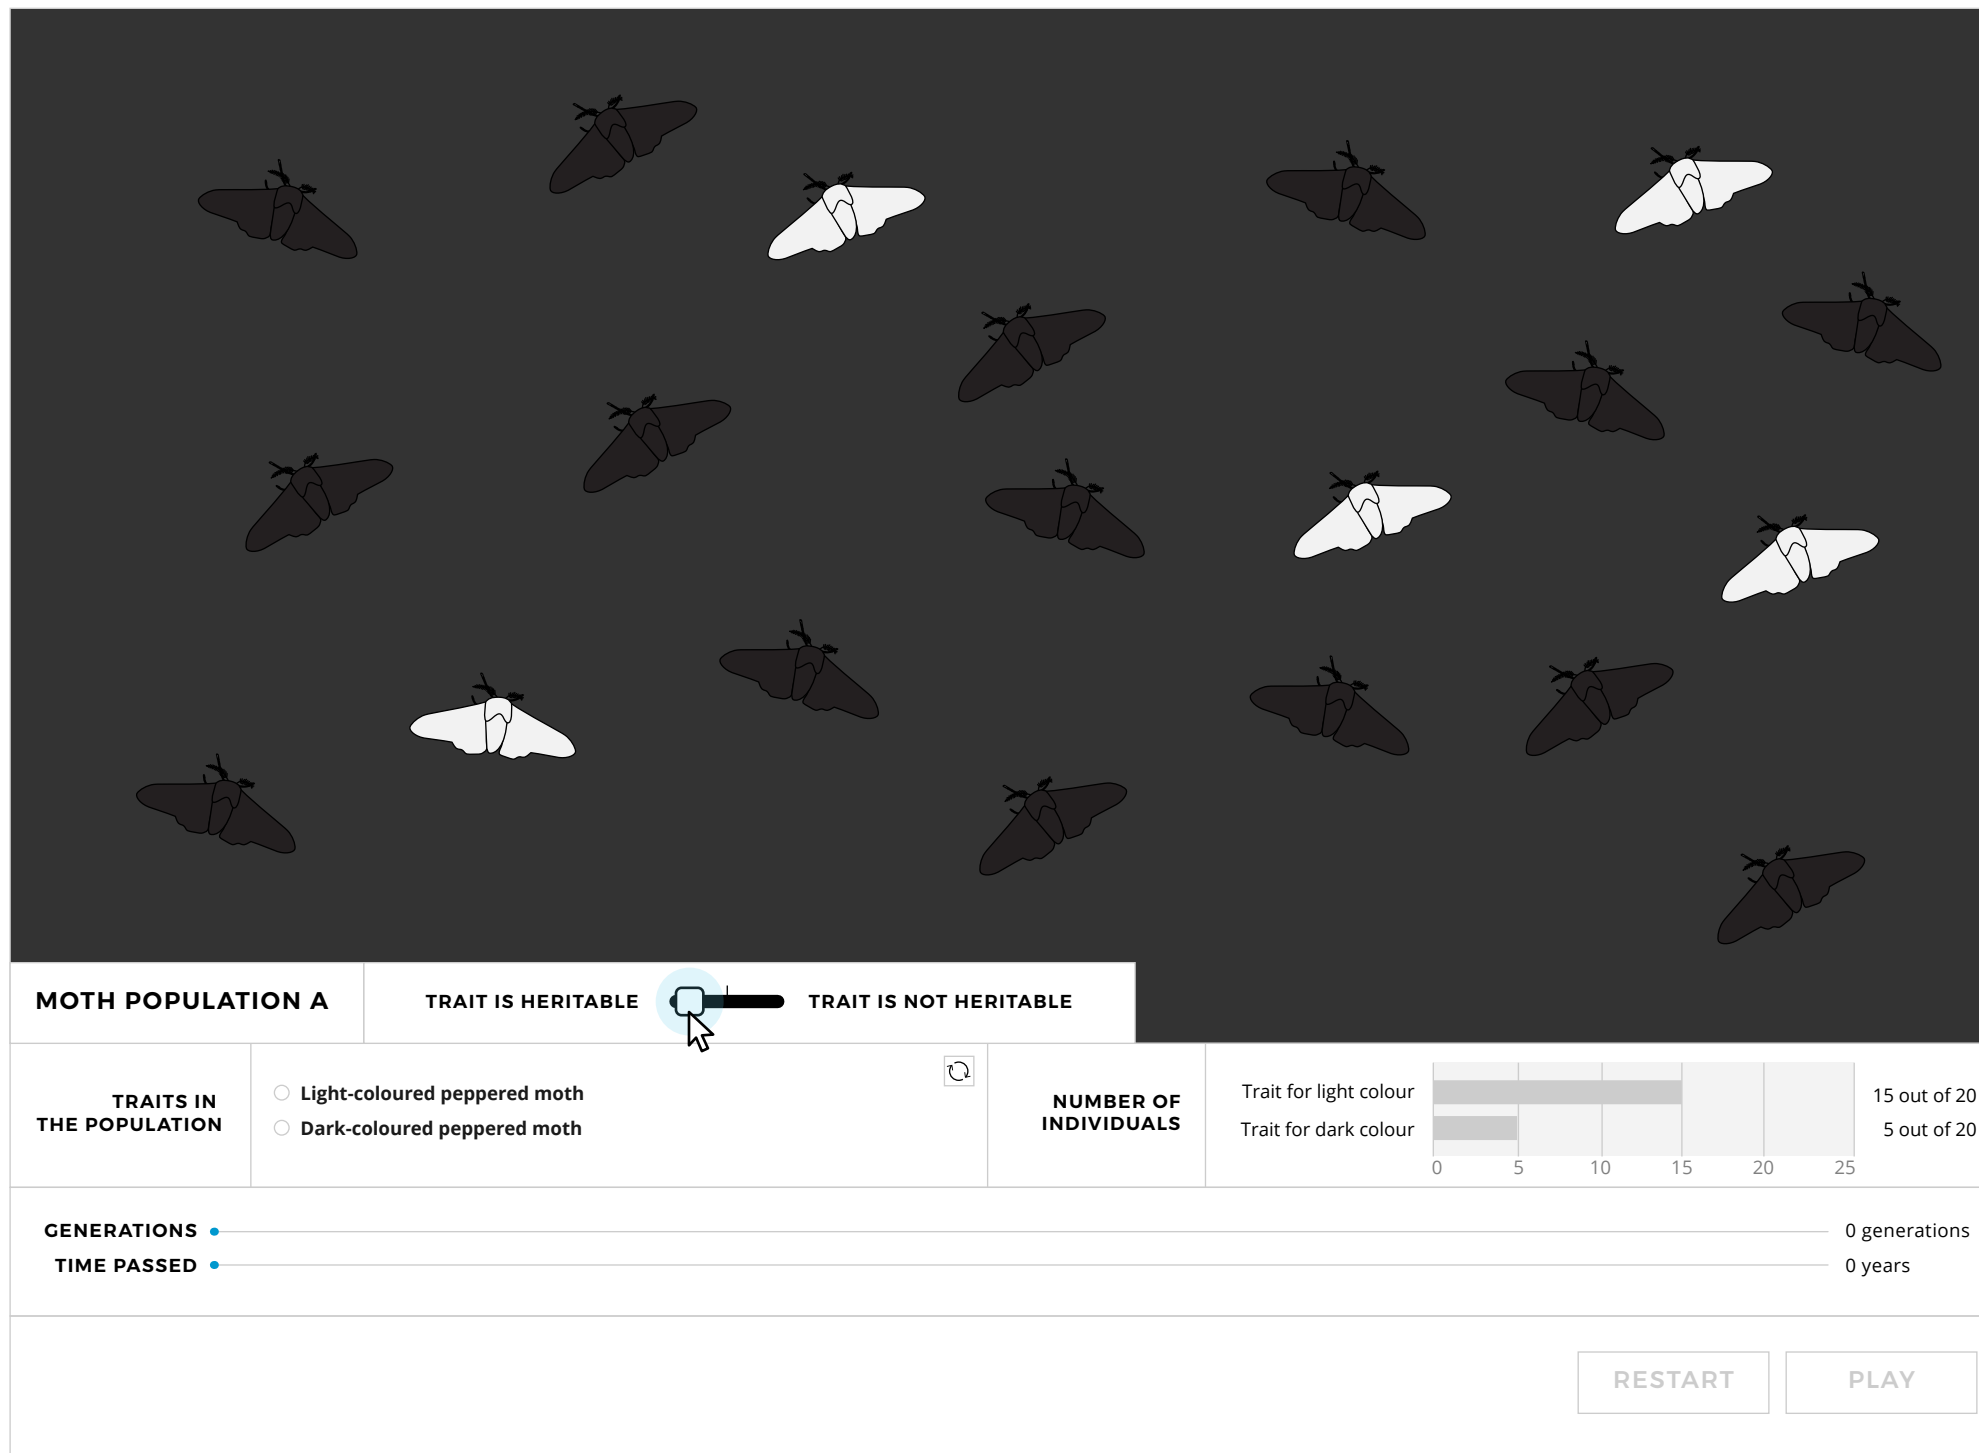 MOTH POPULATION A
TRAIT IS HERITABLE
TRAIT IS NOT HERITABLE
TRAITS IN
THE POPULATION
Light-coloured peppered moth
Dark-coloured peppered moth
NUMBER OF
INDIVIDUALS
Trait for light colour
15 out of 20
Trait for dark colour
5 out of 20
0 5 10 15 20 25
GENERATIONS
0 generations
TIME PASSED
0 years
RESTART
PLAY